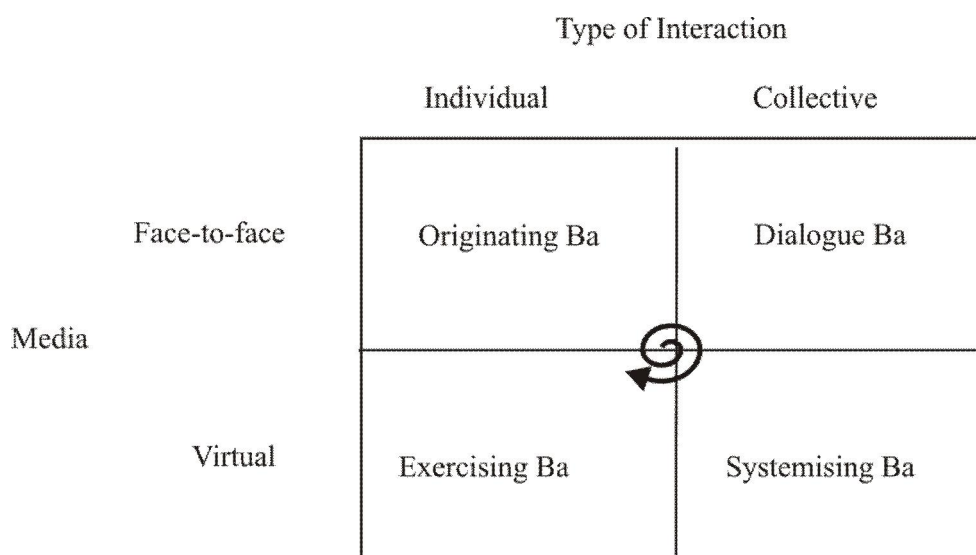 Type of Interaction
Individual Collective
Face-to-face Originating Ba Dialogue Ba
Media
Virtual Exercising Ba Systemising Ba